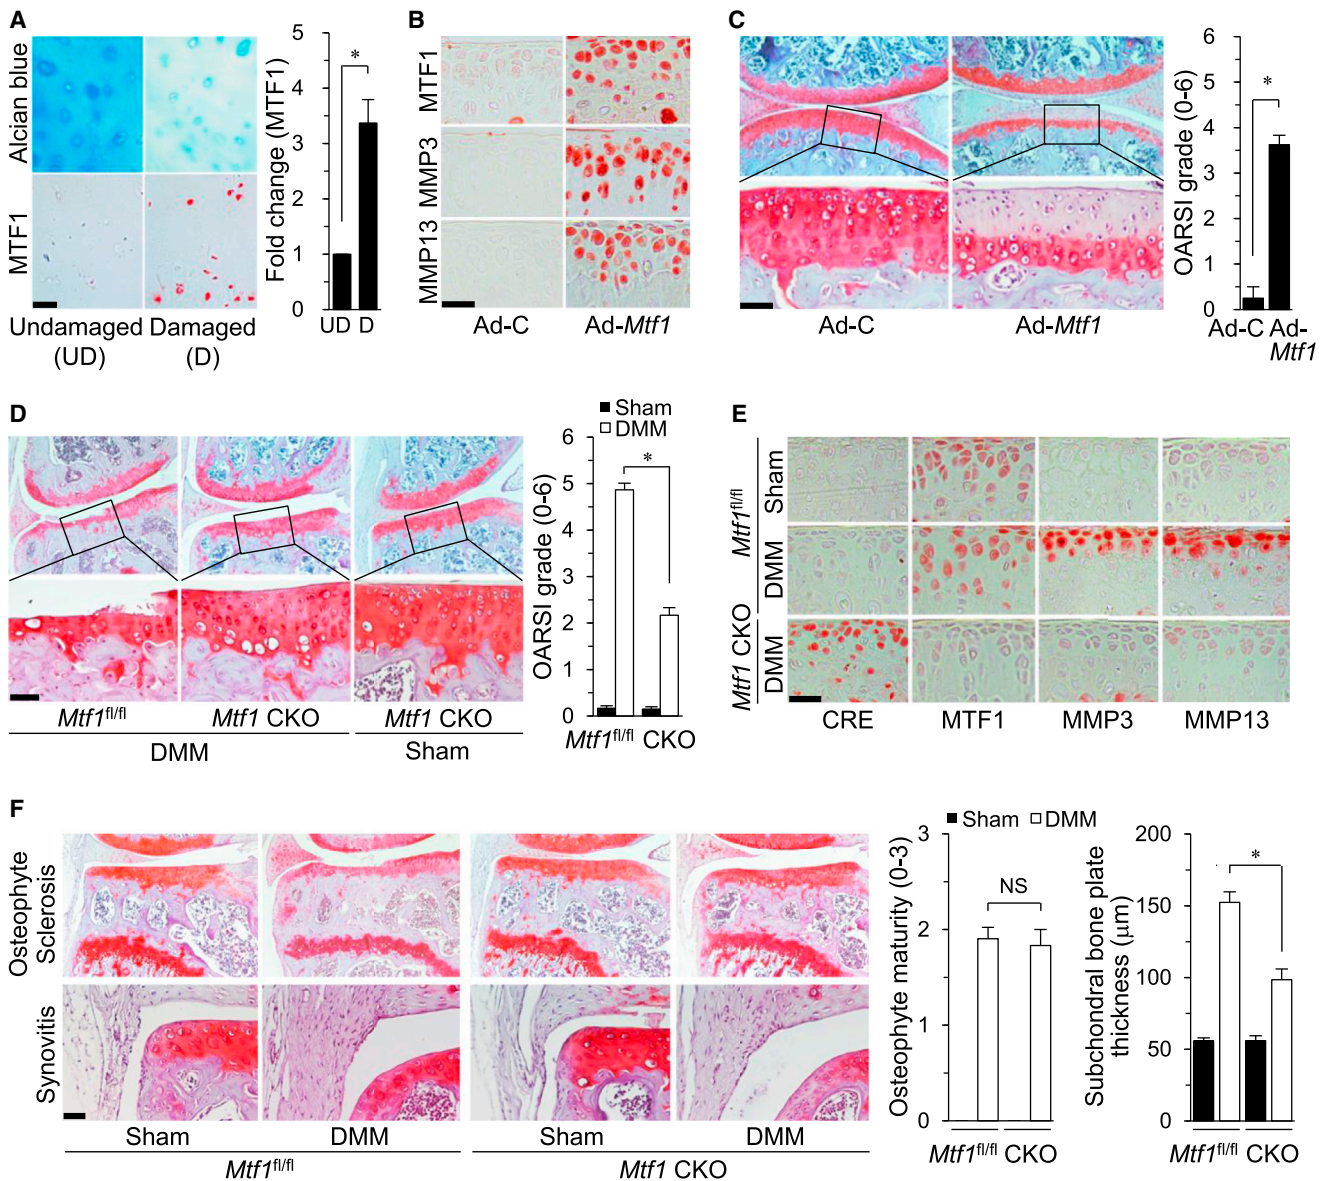 A
Alcian blue
MTF1
Undamaged Damaged
(UD) (D)
Fold change (MTF1)
5
4
3
2
1
0
*
UD D
B
MTF1
MMP3
MMP13
Ad-C Ad-Mtf1
C
Ad-C Ad-Mtf1
OARSI grade (0-6)
6
5
4
3
2
1
0
*
Ad-C Ad-
Mtf1
D
Mtf1fl/fl Mtf1 CKO Mtf1 CKO
DMM Sham
Sham
DMM
OARSI grade (0-6)
6
5
4
3
2
1
0
*
Mtf1fl/fl CKO
E
Mtf1fl/fl
Sham
DMM
Mtf1 CKO
DMM
CRE MTF1 MMP3 MMP13
F
Osteophyte
Sclerosis
Synovitis
Sham DMM Sham DMM
Mtf1fl/fl Mtf1 CKO
Sham DMM
Osteophyte maturity (0-3)
3
2
1
0
NS
Mtf1fl/fl CKO
Subchondral bone plate
thickness (µm)
200
150
100
50
0
*
Mtf1fl/fl CKO